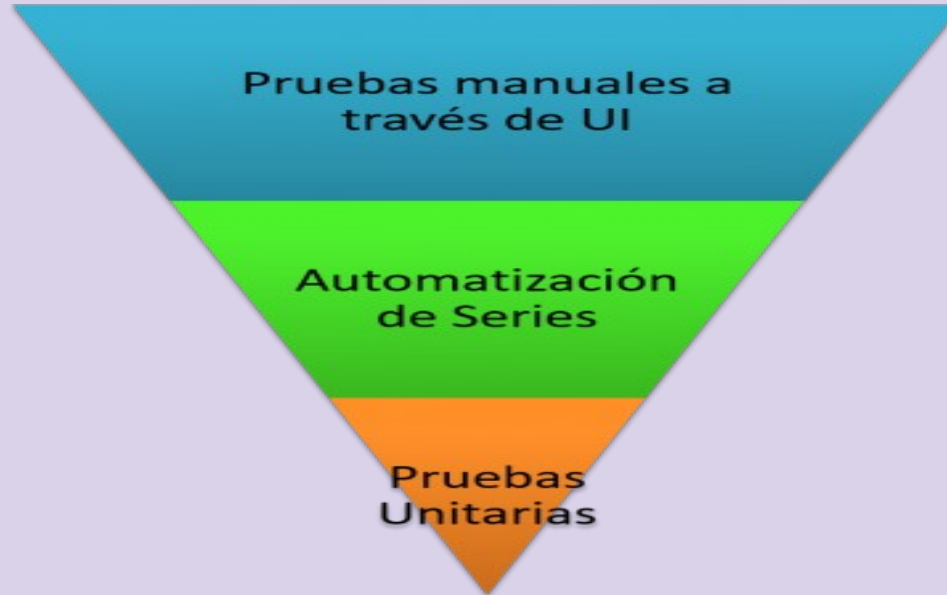 Pruebas manuales a
través de UI
Automatización
de Series
Pruebas
Unitarias